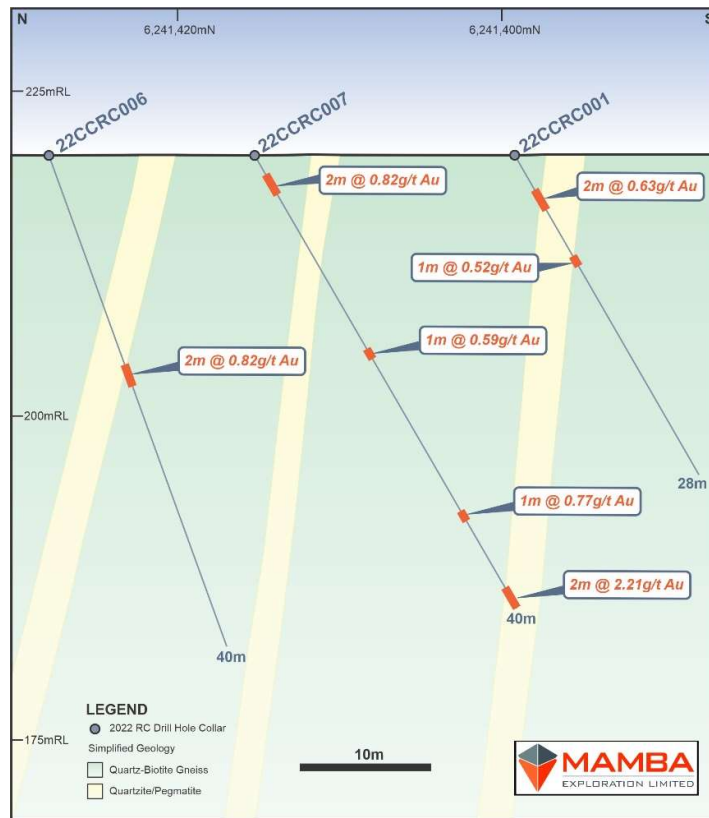 N
6,241,420mN
6,241,400mN
S
225mRL
22CCRC006
22CCRC007
22CCRC001
2m @ 0.82g/t Au
2m @ 0.63g/t Au
1m @ 0.52g/t Au
1m @ 0.59g/t Au
2m @ 0.82g/t Au
200mRL
28m
1m @ 0.77g/t Au
2m @ 2.21g/t Au
40m
40m
LEGEND
2022 RC Drill Hole Collar
Simplified Geology
Quartz-Biotite Gneiss
Quartzite/Pegmatite
175mRL
10m
MAMBA
EXPLORATION LIMITED